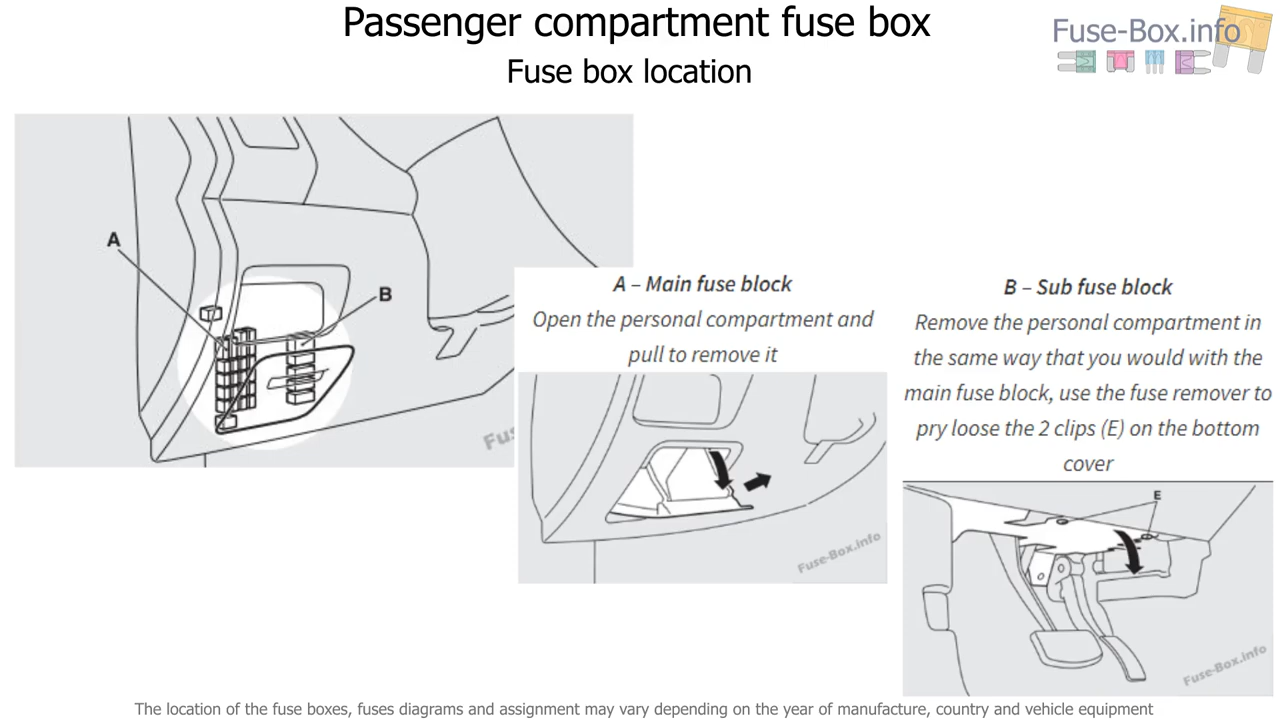 Passenger compartment fuse box
Fuse box location
Fuse-Box.info
A
B
Fus
A – Main fuse block
Open the personal compartment and
pull to remove it
Fuse-Box.info
B – Sub fuse block
Remove the personal compartment in
the same way that you would with the
main fuse block, use the fuse remover to
pry loose the 2 clips (E) on the bottom
cover
E
Fuse-Box.info
The location of the fuse boxes, fuses diagrams and assignment may vary depending on the year of manufacture, country and vehicle equipment